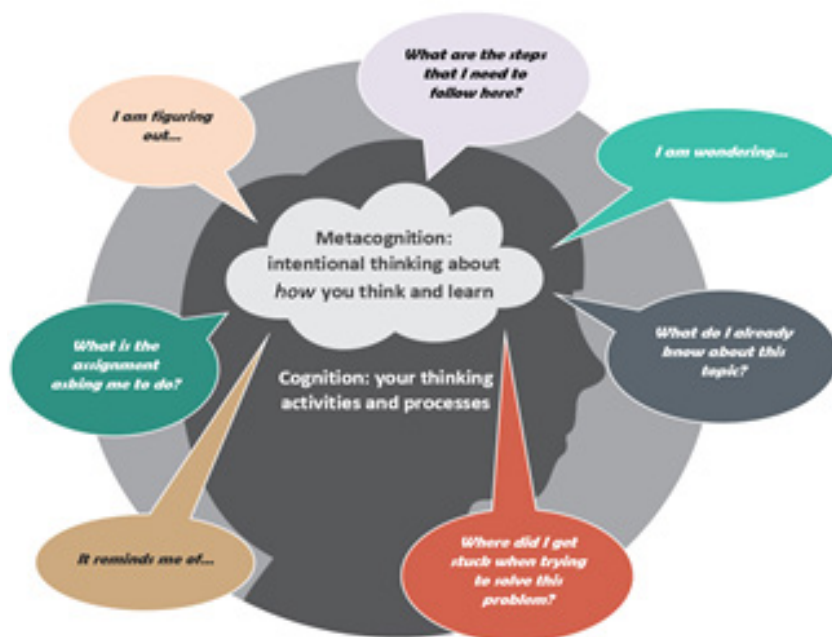 What are the steps
that I need to
follow here?
I am figuring
out...
I am wondering...
Metacognition:
intentional thinking about
how you think and learn
What is the
assignment
asking me to do?
What do I already
know about this
topic?
Cognition: your thinking
activities and processes
It reminds me of...
Where did I get
stuck when trying
to solve this
problem?